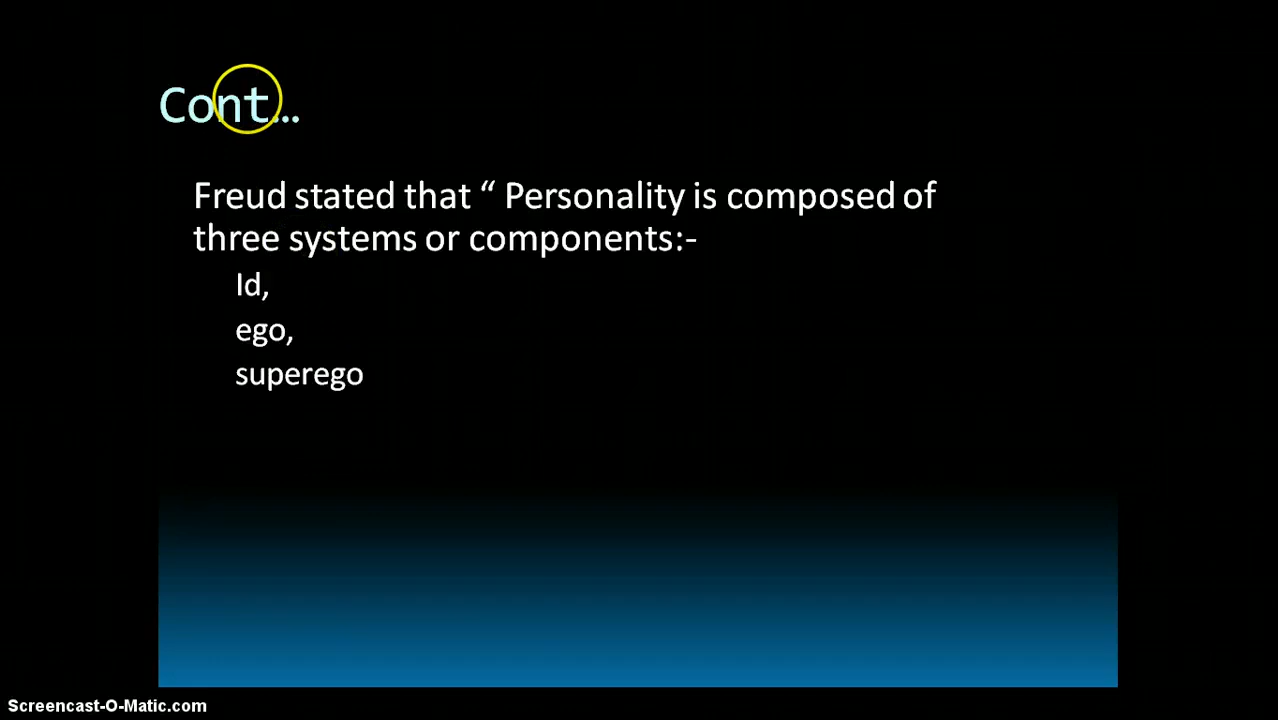 Cont…
Freud stated that “ Personality is composed of
three systems or components:-
Id,
ego,
superego
Screencast-O-Matic.com